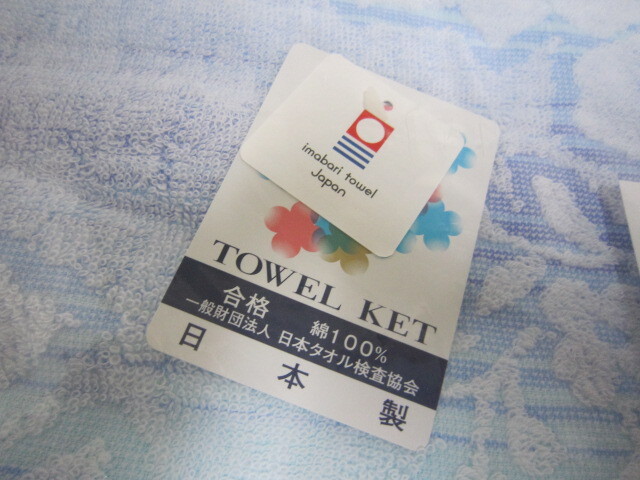 imabari towel
Japan
TOWEL KET
合格 綿100%
一般財団法人 日本タオル検査協会
日本製